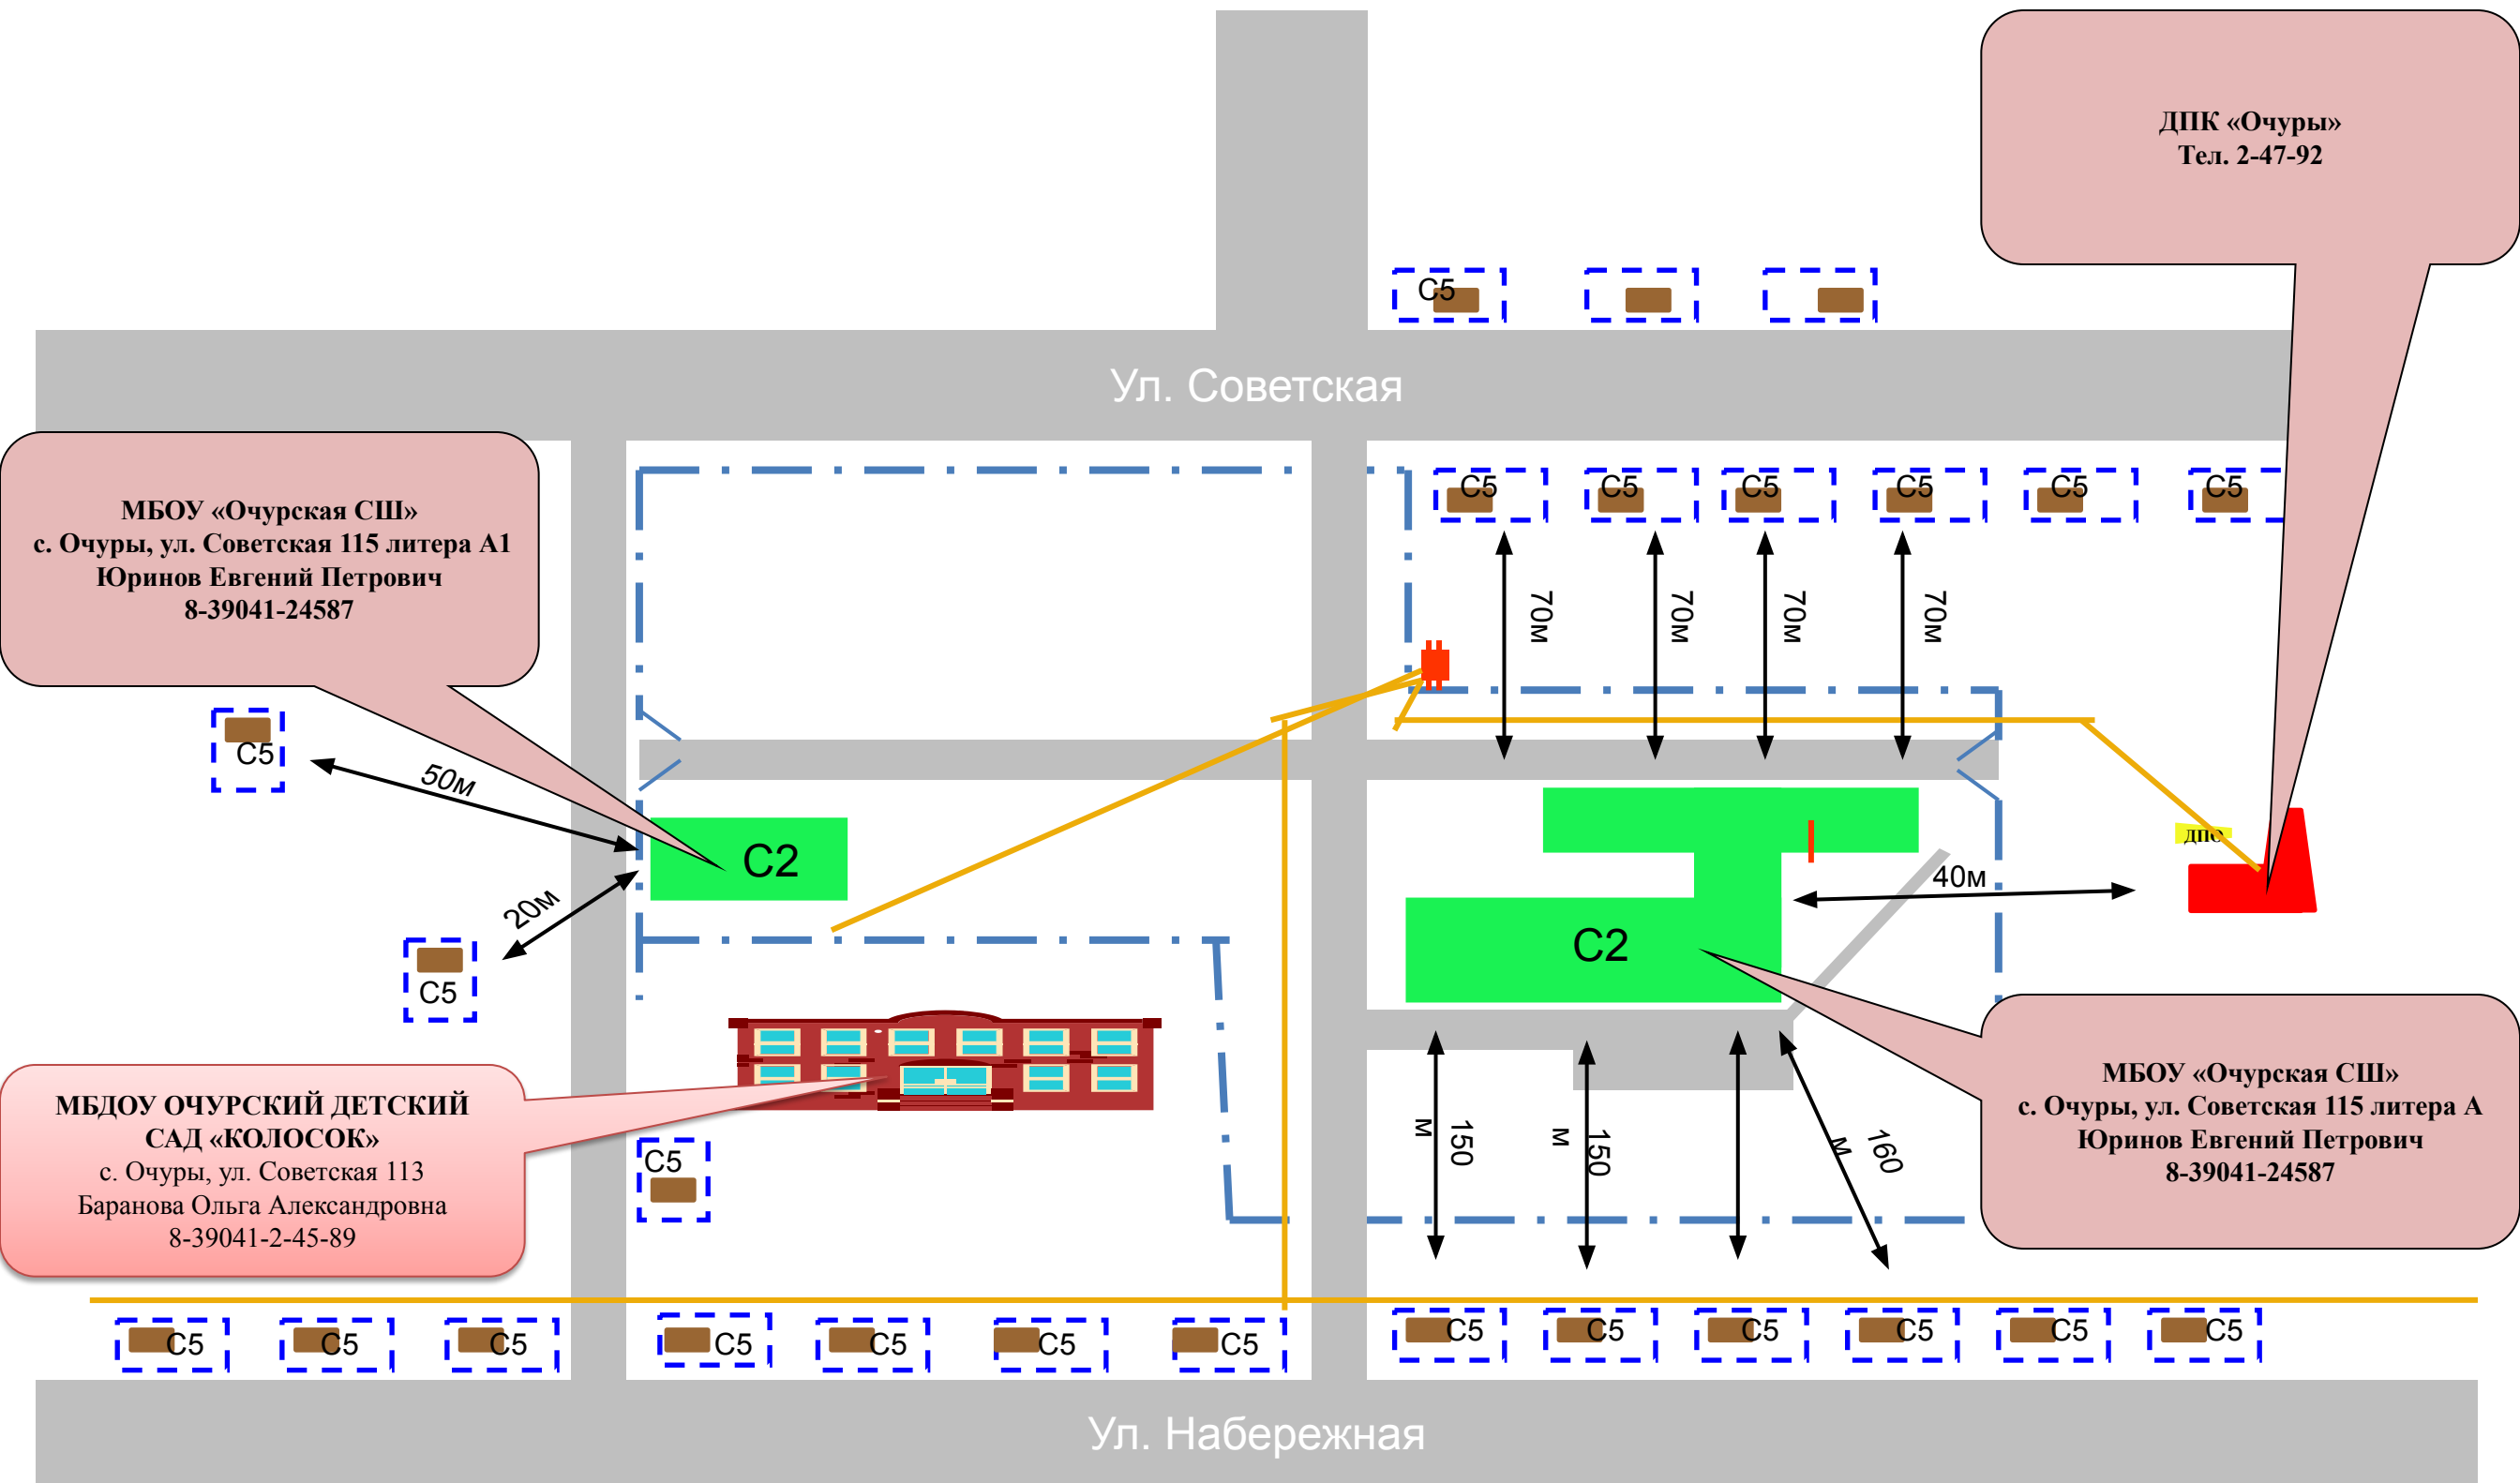 ДПК «Очуры»
Тел. 2-47-92
С5
Ул. Советская
МБОУ «Очурская СШ»
с. Очуры, ул. Советская 115 литера А1
Юринов Евгений Петрович
8-39041-24587
С5
С5
С5
С5
С5
С5
70м
70м
70м
70м
С5
50м
С2
20м
С5
ДПО
40м
С2
МБДОУ ОЧУРСКИЙ ДЕТСКИЙ
САД «КОЛОСОК»
с. Очуры, ул. Советская 113
Баранова Ольга Александровна
8-39041-2-45-89
С5
150
м
150
м
160
м
МБОУ «Очурская СШ»
с. Очуры, ул. Советская 115 литера А
Юринов Евгений Петрович
8-39041-24587
С5
С5
С5
С5
С5
С5
С5
С5
С5
С5
С5
С5
С5
Ул. Набережная